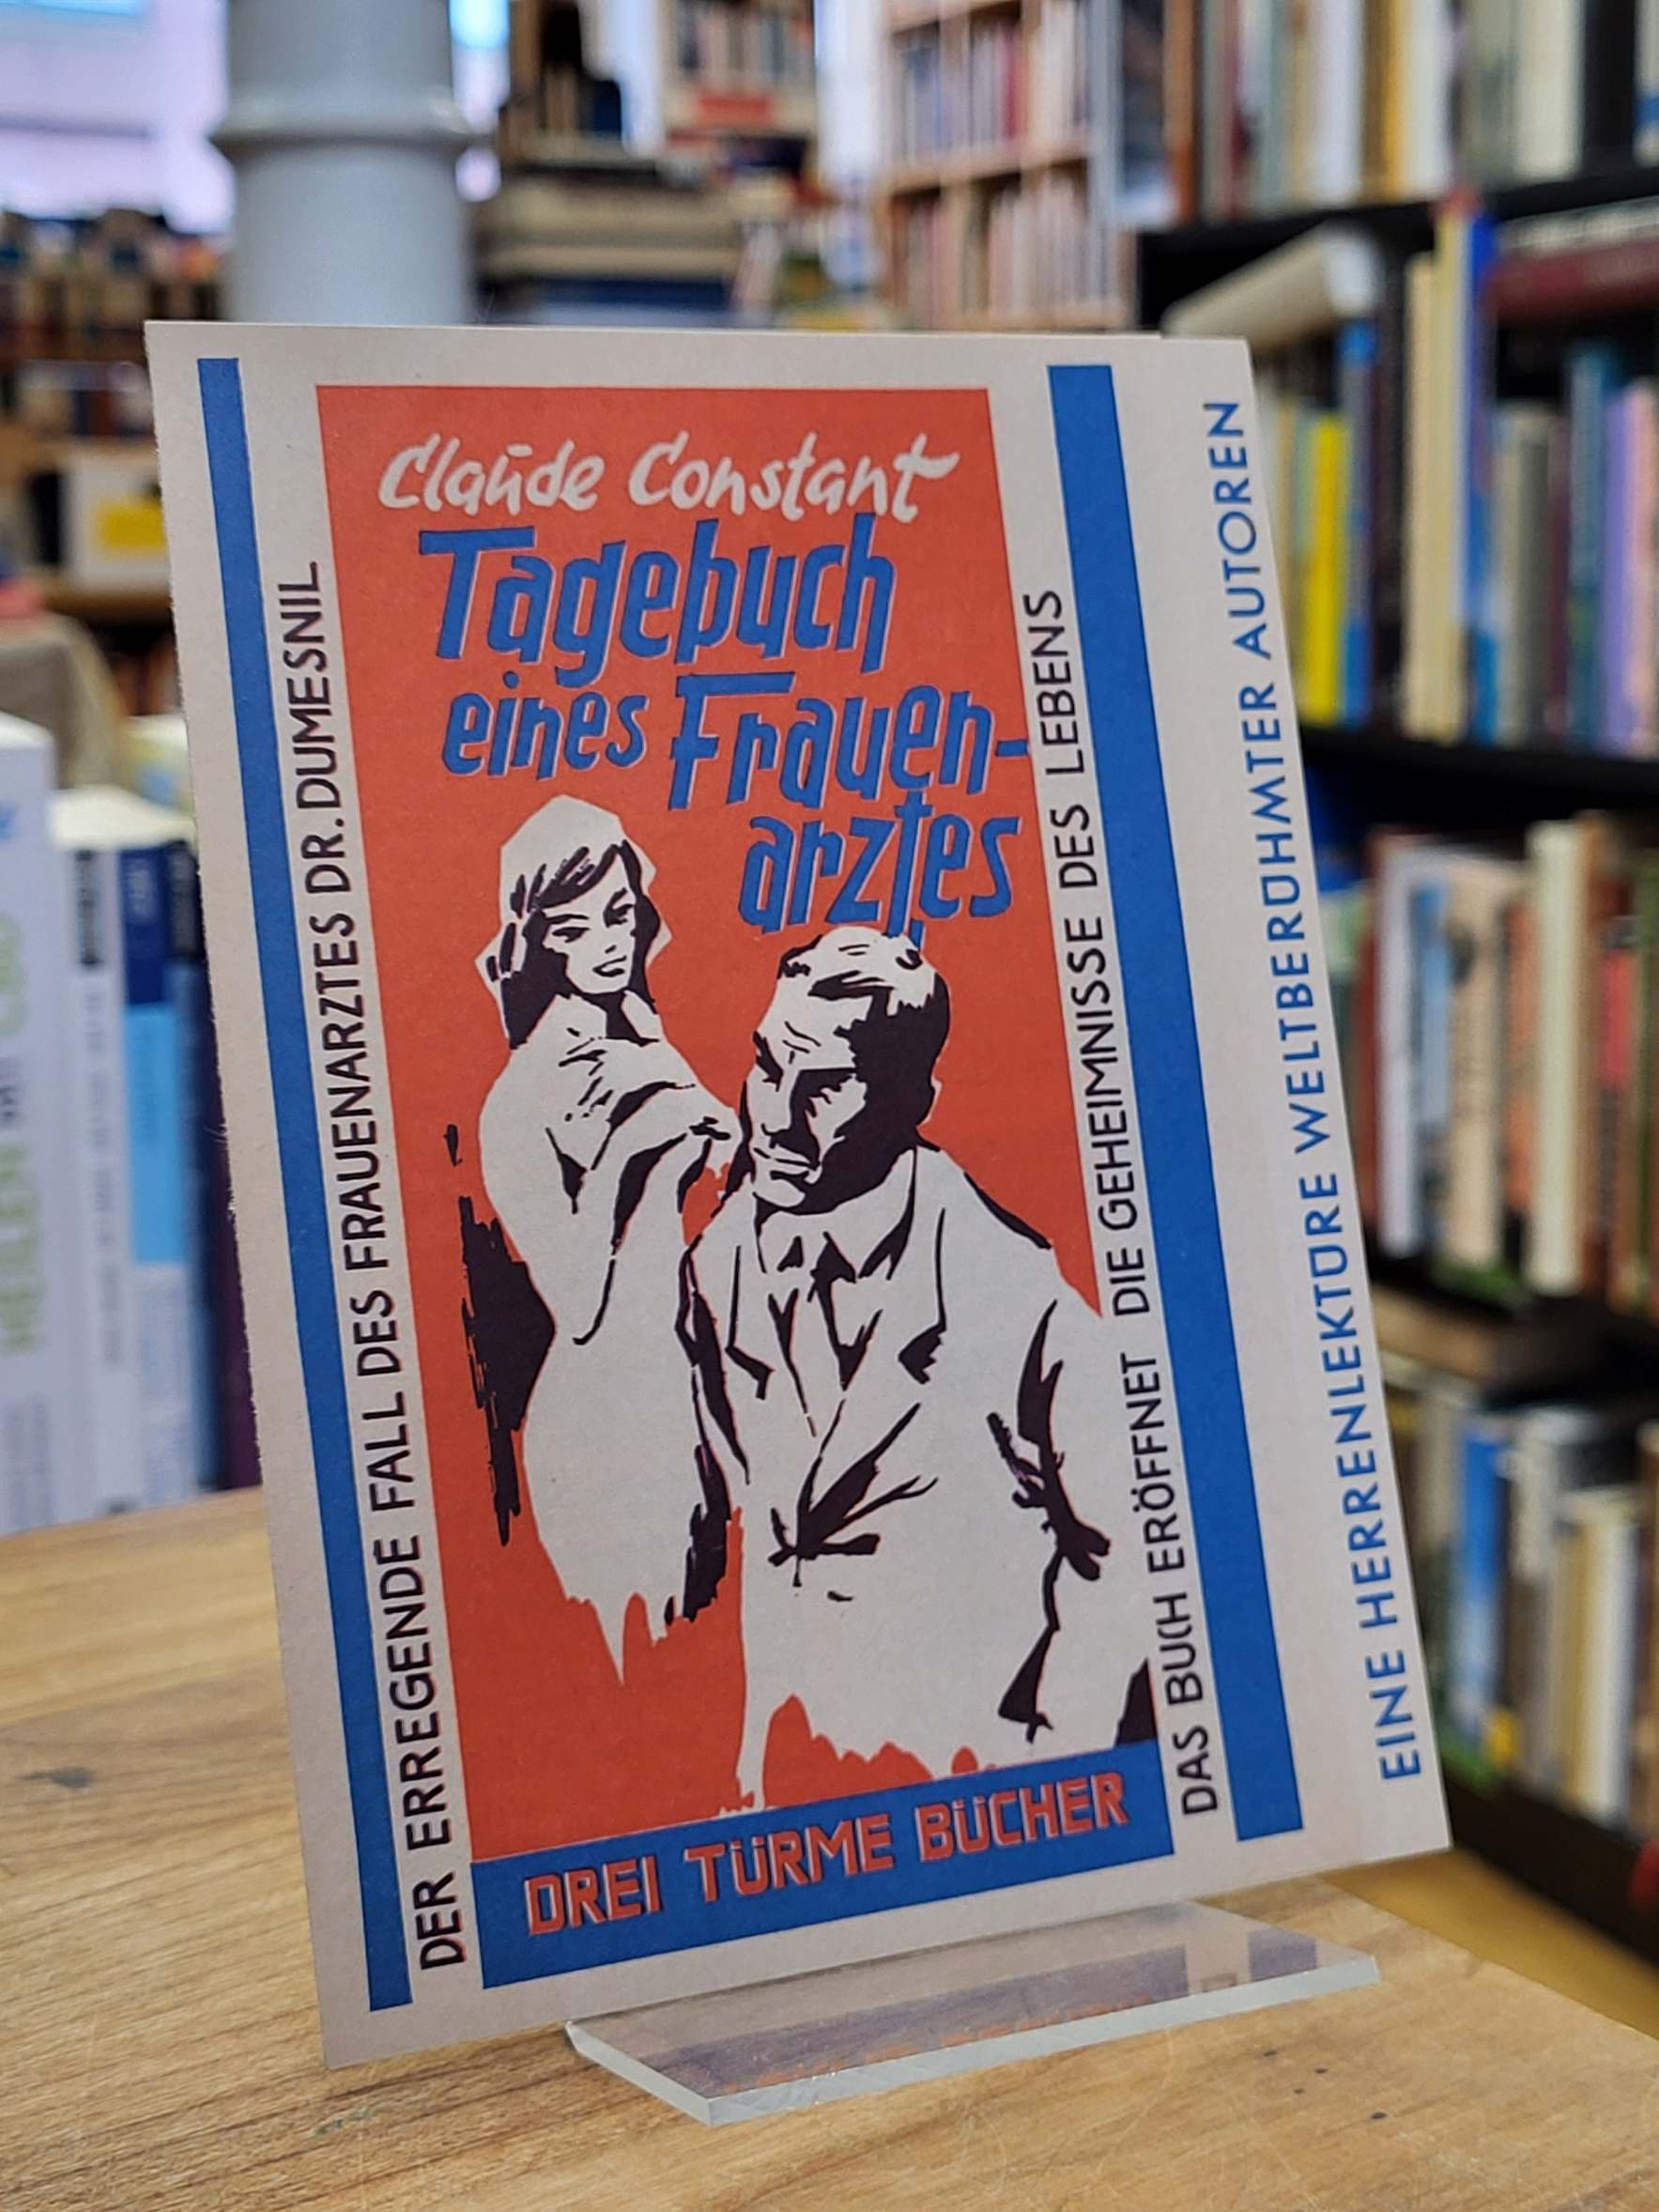 Claude Constant
Tagebuch
eines Frauen-
arztes
DER ERREGENDE FALL DES FRAUENARZTES DR. DUMESNIL
DAS BUCH ERÖFFNET DIE GEHEIMNISSE DES LEBENS
EINE HERRENLEKTÜRE WELTBERÜHMTER AUTOREN
DREI TÜRME BÜCHER